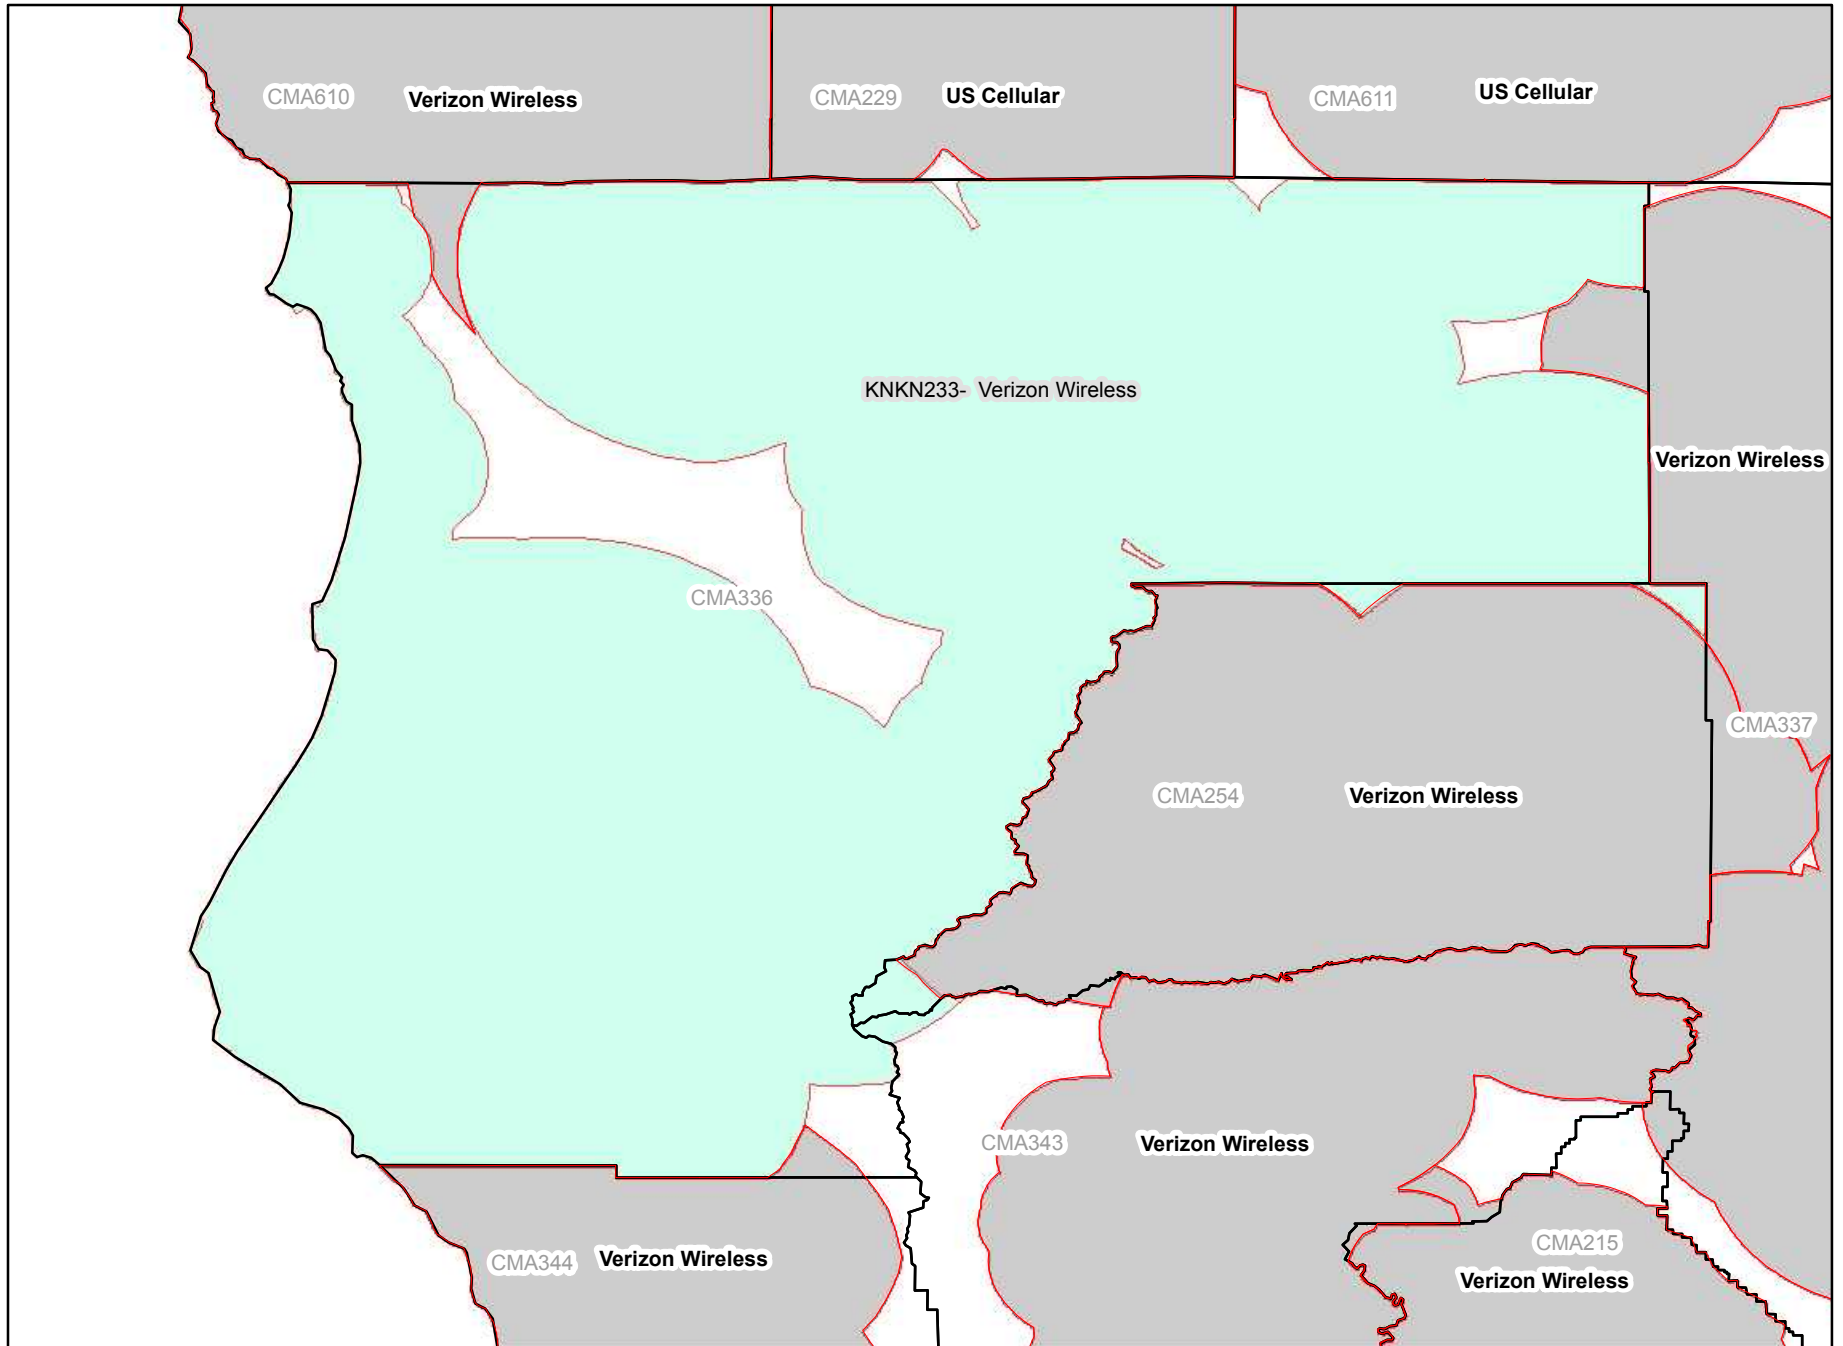 CMA610 Verizon Wireless
CMA229 US Cellular
CMA611 US Cellular
KNKN233- Verizon Wireless
Verizon Wireless
CMA336
CMA337
CMA254 Verizon Wireless
CMA343 Verizon Wireless
CMA344 Verizon Wireless
CMA215
Verizon Wireless